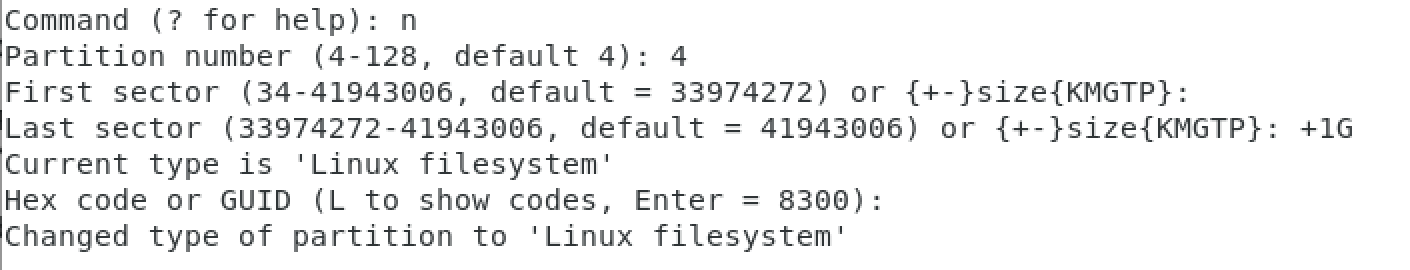 Command (? for help): n
Partition number (4-128, default 4): 4
First sector (34-41943006, default = 33974272) or {+-}size{KMGTP}:
Last sector (33974272-41943006, default = 41943006) or {+-}size{KMGTP}: +1G
Current type is 'Linux filesystem'
Hex code or GUID (L to show codes, Enter = 8300):
Changed type of partition to 'Linux filesystem'